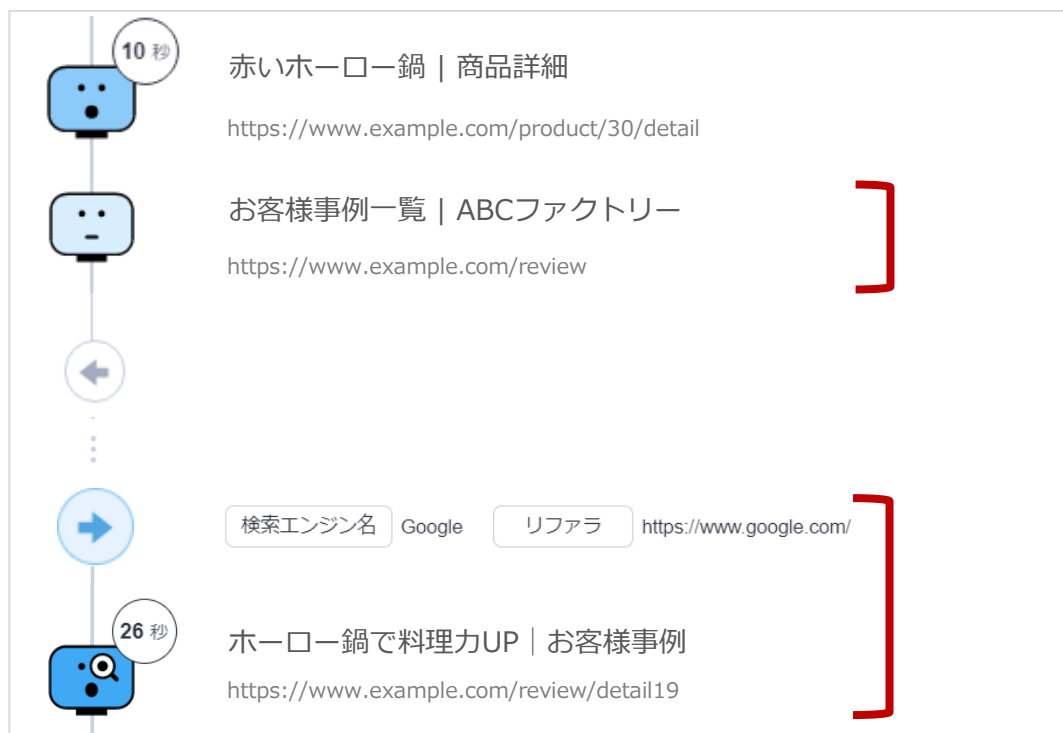 10 秒
赤いホーロー鍋 | 商品詳細
https://www.example.com/product/30/detail
お客様事例一覧 | ABCファクトリー
https://www.example.com/review
検索エンジン名 Google リファラ https://www.google.com/
26 秒
ホーロー鍋で料理力UP｜お客様事例
https://www.example.com/review/detail19